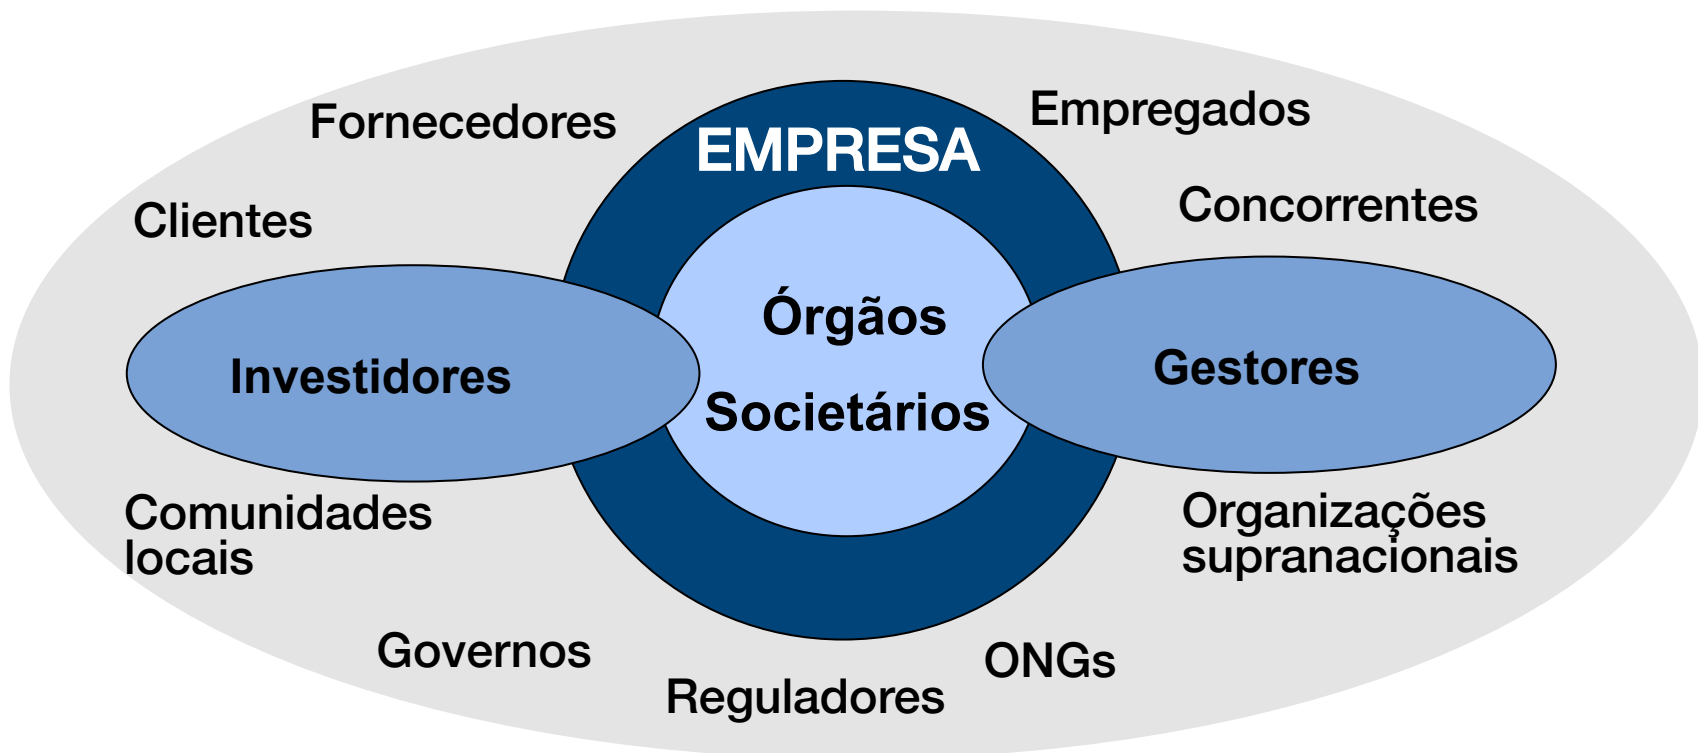 Fornecedores
EMPRESA
Empregados
Clientes
Concorrentes
Órgãos
Societários
Investidores
Gestores
Comunidades
locais
Organizações
supranacionais
Governos
Reguladores
ONGs